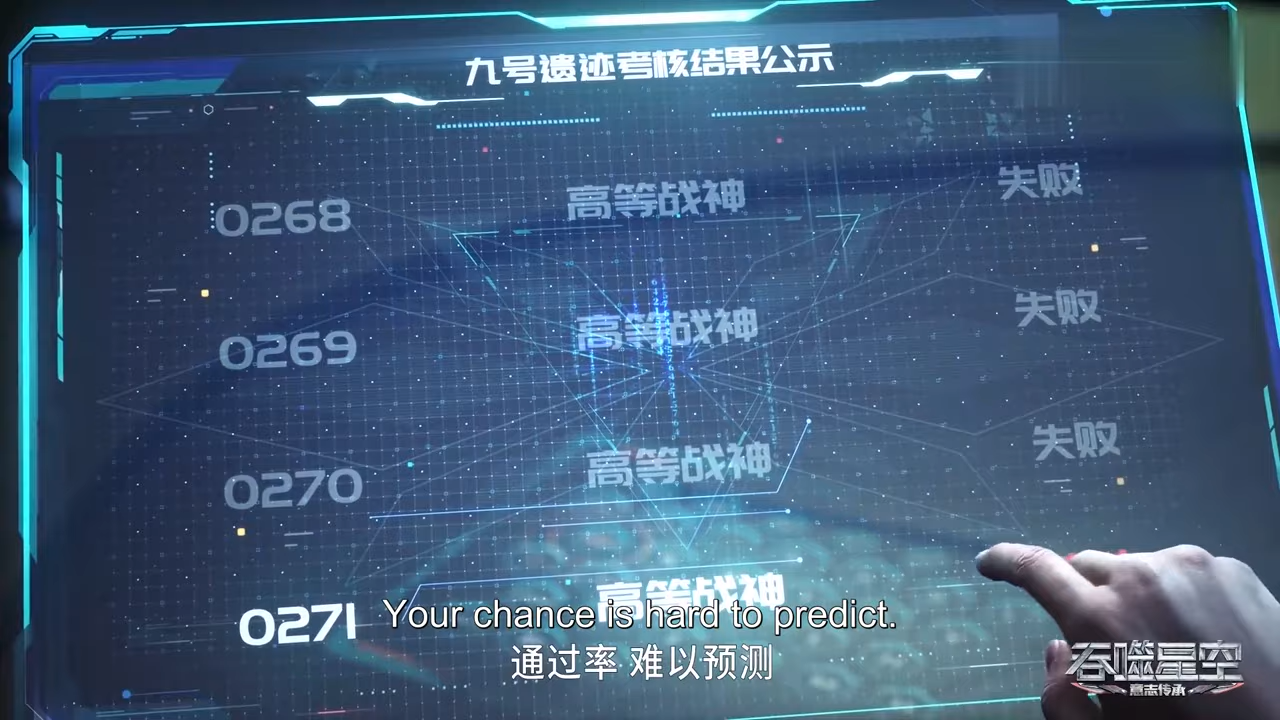 九号遗迹考核结果公示
0268 高等战神 失败
0269 高等战神 失败
0270 高等战神 失败
0271 高等战神
Your chance is hard to predict.
通过率 难以预测
吞噬星空
意志传承